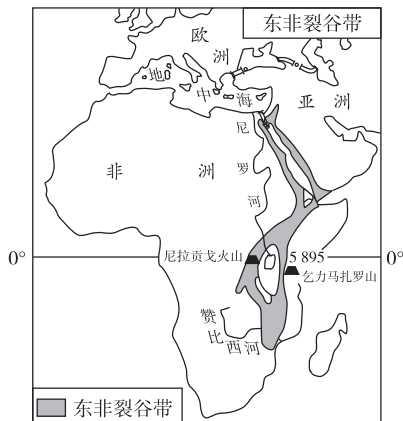 东非裂谷带
欧
洲
地
中
海
亚 洲
尼
罗
河
非 洲
0°
尼拉贡戈火山
5 895
乞力马扎罗山
0°
赞
比
西河
东非裂谷带